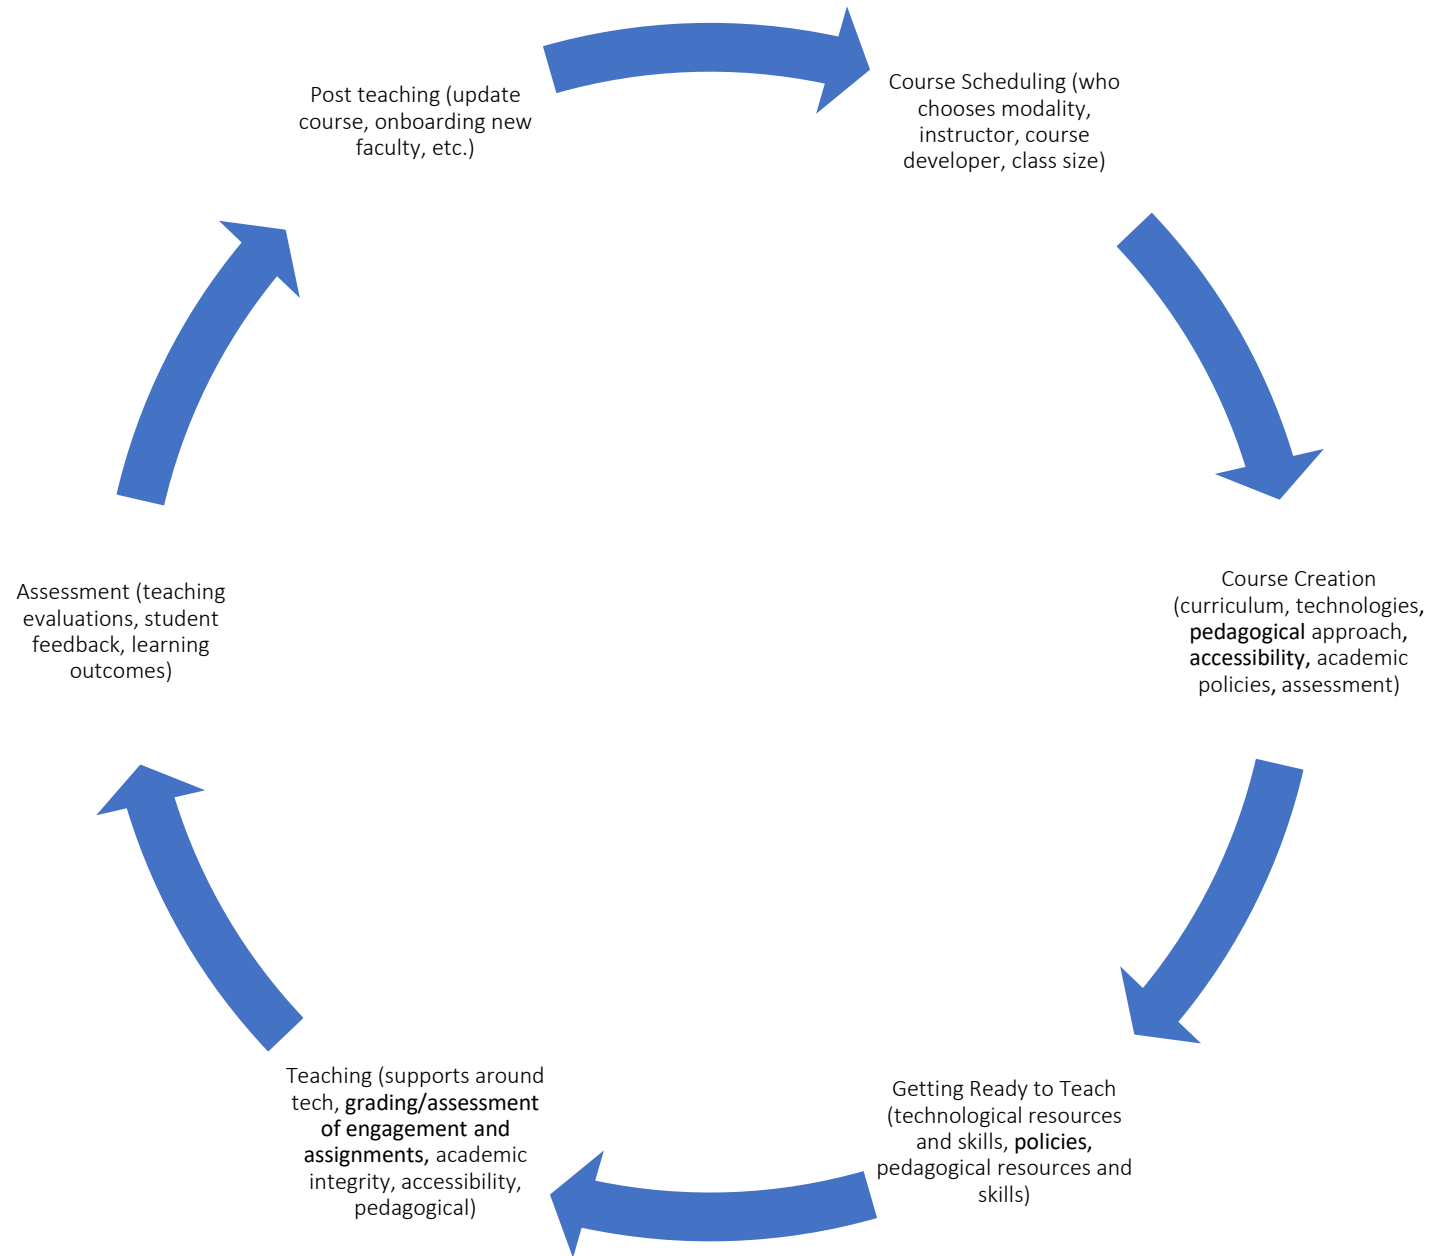 Post teaching (update
course, onboarding new
faculty, etc.)
Course Scheduling (who
chooses modality,
instructor, course
developer, class size)
Course Creation
(curriculum, technologies,
pedagogical approach,
accessibility, academic
policies, assessment)
Getting Ready to Teach
(technological resources
and skills, policies,
pedagogical resources and
skills)
Teaching (supports around
tech, grading/assessment
of engagement and
assignments, academic
integrity, accessibility,
pedagogical)
Assessment (teaching
evaluations, student
feedback, learning
outcomes)